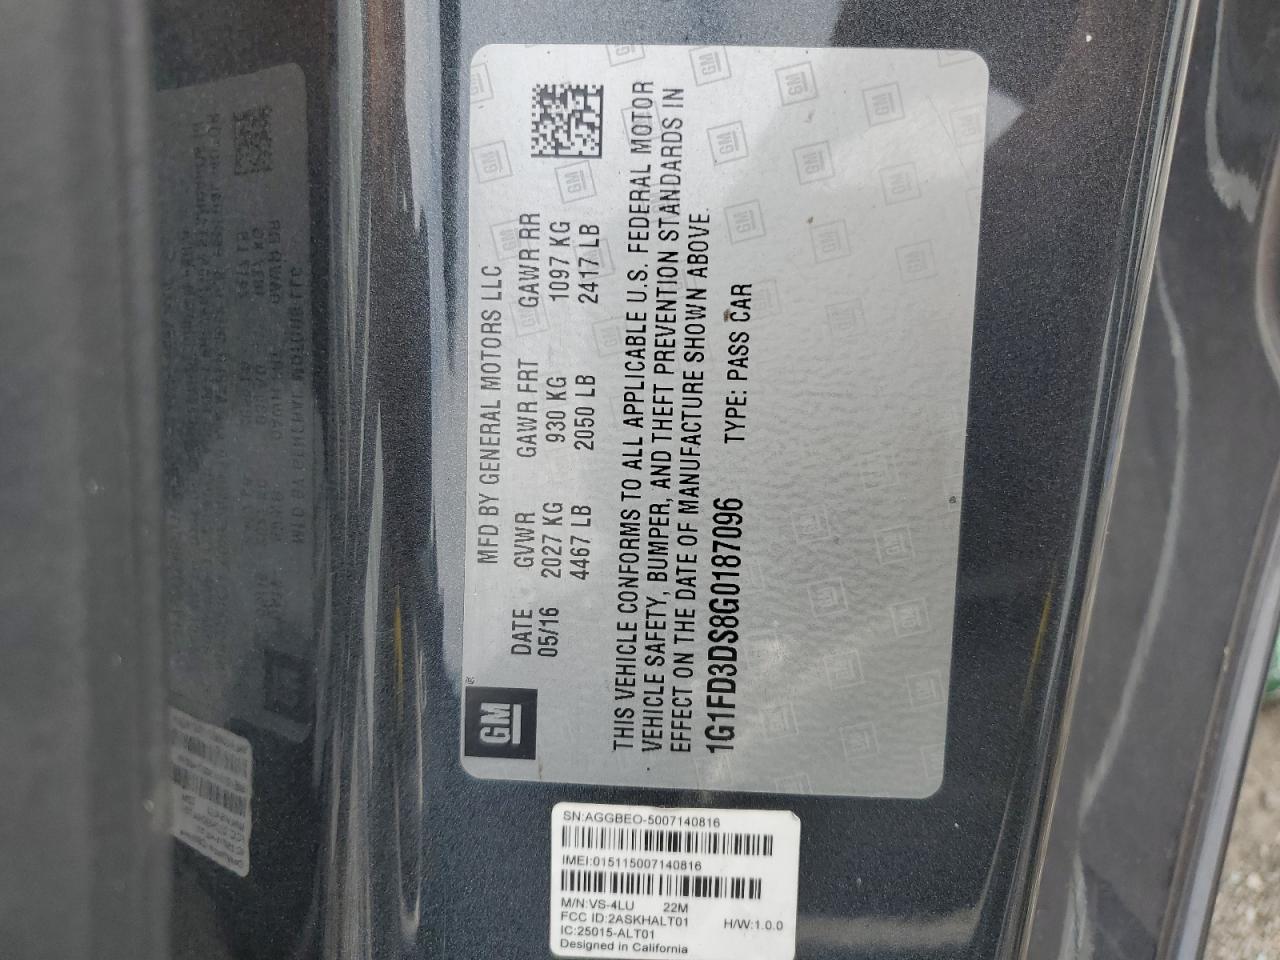 GM
MFD BY GENERAL MOTORS LLC
DATE GVWR GAWR FRT GAWR RR
05/16 2027 KG 930 KG 1097 KG
4467 LB 2050 LB 2417 LB
THIS VEHICLE CONFORMS TO ALL APPLICABLE U.S. FEDERAL MOTOR
VEHICLE SAFETY, BUMPER, AND THEFT PREVENTION STANDARDS IN
EFFECT ON THE DATE OF MANUFACTURE SHOWN ABOVE.
1G1FD3DS8G0187096 TYPE: PASS CAR
SN:AGGBEO-5007140816
IMEI:015115007140816
M/N:VS-4LU 22M
FCC ID:2ASKHALT01 H/W:1.0.0
IC:25015-ALT01
Designed in California